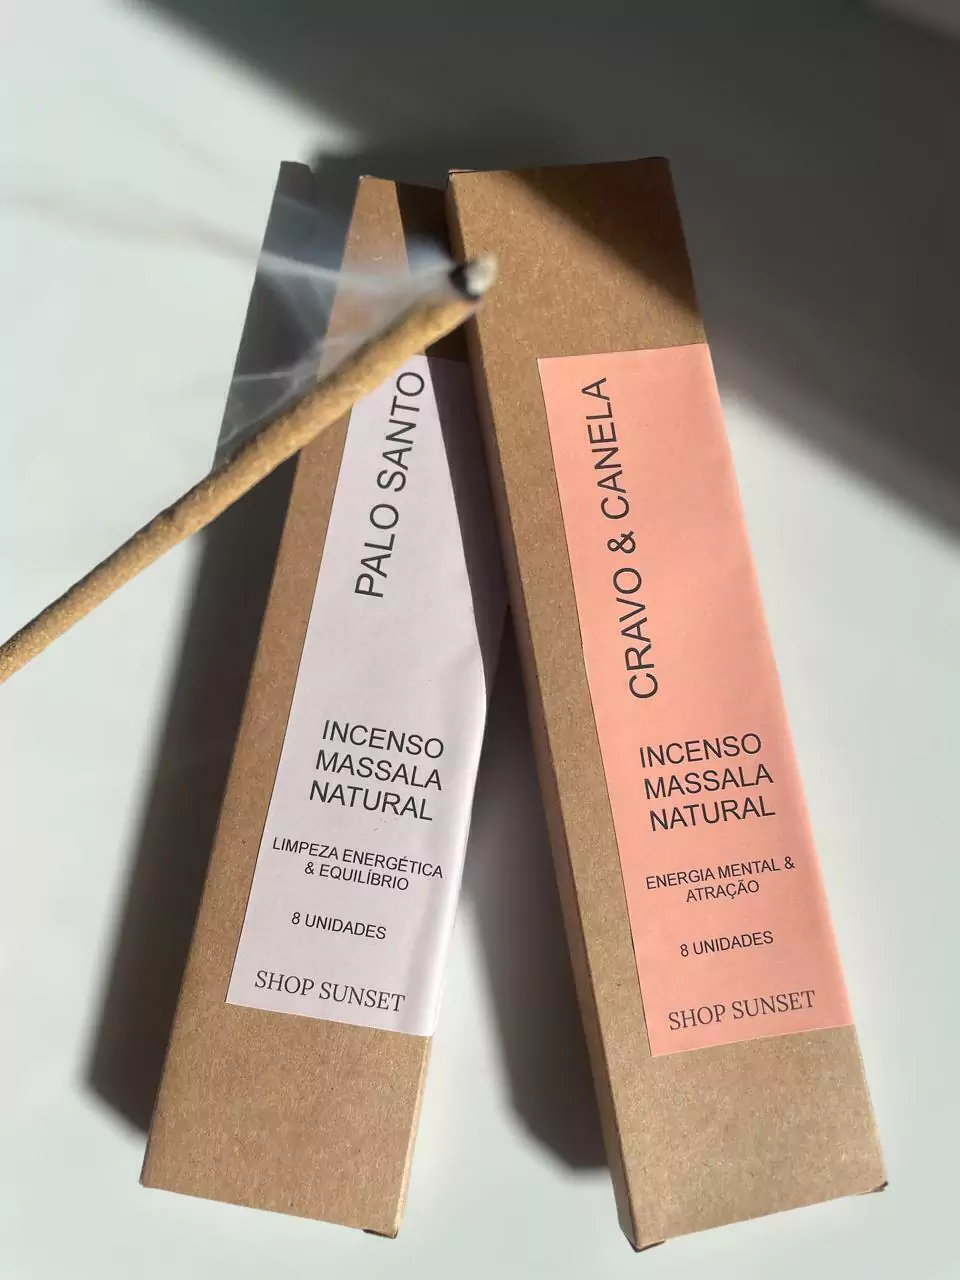 PALO SANTO
INCENSO
MASSALA
NATURAL
LIMPEZA ENERGÉTICA
& EQUILÍBRIO
8 UNIDADES
SHOP SUNSET
CRAVO & CANELA
INCENSO
MASSALA
NATURAL
ENERGIA MENTAL &
ATRAÇÃO
8 UNIDADES
SHOP SUNSET